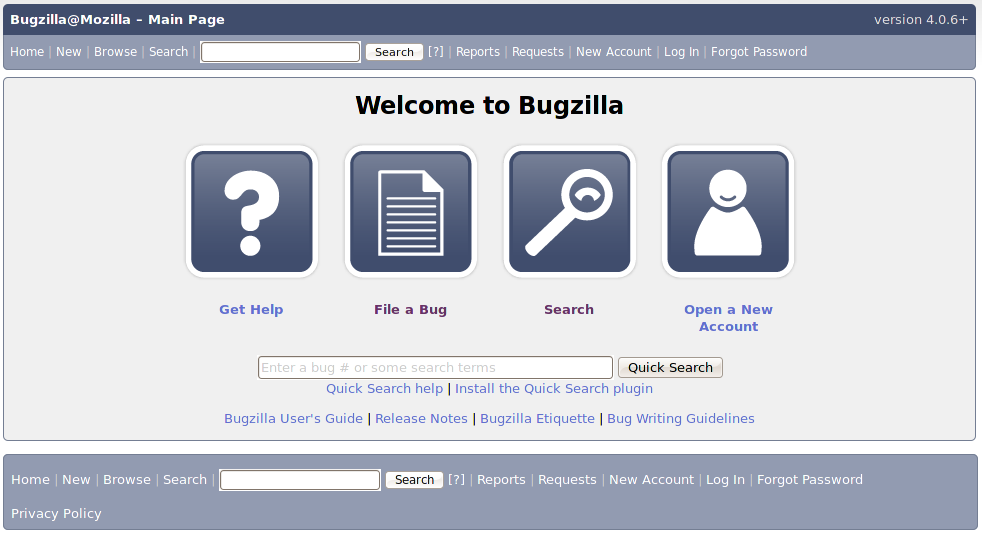 Bugzilla@Mozilla – Main Page version 4.0.6+
Home | New | Browse | Search | Search [?] | Reports | Requests | New Account | Log In | Forgot Password
Welcome to Bugzilla
Get Help File a Bug Search Open a New
Account
Enter a bug # or some search terms Quick Search
Quick Search help | Install the Quick Search plugin
Bugzilla User's Guide | Release Notes | Bugzilla Etiquette | Bug Writing Guidelines
Home | New | Browse | Search | Search [?] | Reports | Requests | New Account | Log In | Forgot Password
Privacy Policy